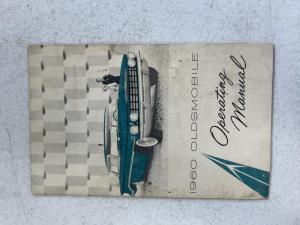 1960 OLDSMOBILE
Operating
Manual